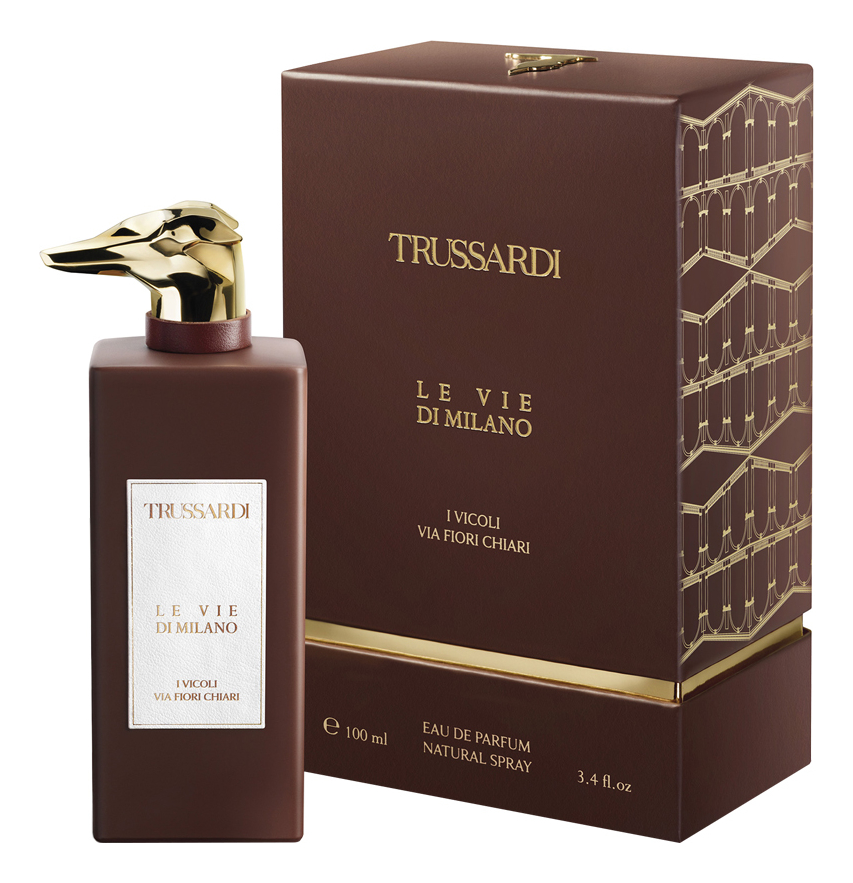 TRUSSARDI
LE VIE
DI MILANO
I VICOLI
VIA FIORI CHIARI
℮ 100 ml
EAU DE PARFUM
NATURAL SPRAY
3.4 fl.oz
TRUSSARDI
LE VIE
DI MILANO
I VICOLI
VIA FIORI CHIARI